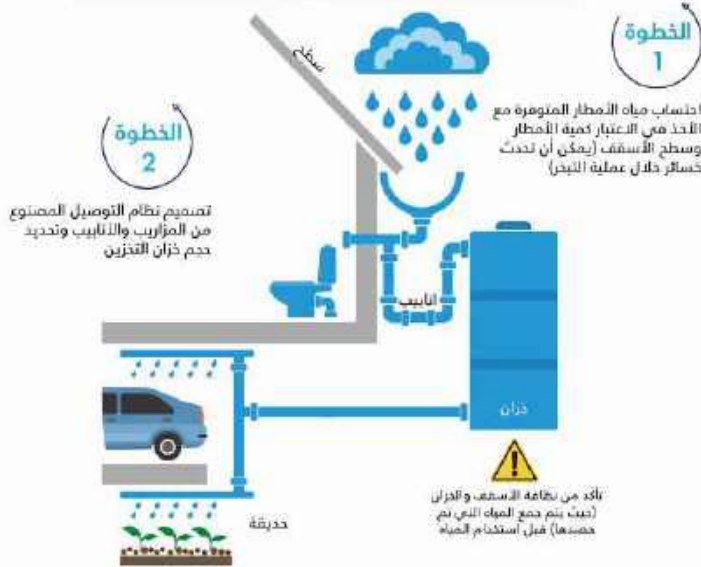 الخطوة
1
احتساب مياه الأمطار المتوفرة مع
الأخذ في الاعتبار كمية الأمطار
وسطح الأسقف (يمكن أن تحدث
خسائر خلال عملية التبخر)
سطح
الخطوة
2
تصميم نظام التوصيل المصنوع
من المزاريب والأنابيب وتحديد
حجم خزان التخزين
انابيب
خزان
تأكد من نظافة الأسقف والخزان
(حيث يتم جمع المياه التي تم
حصدها) قبل استخدام المياه
حديقة